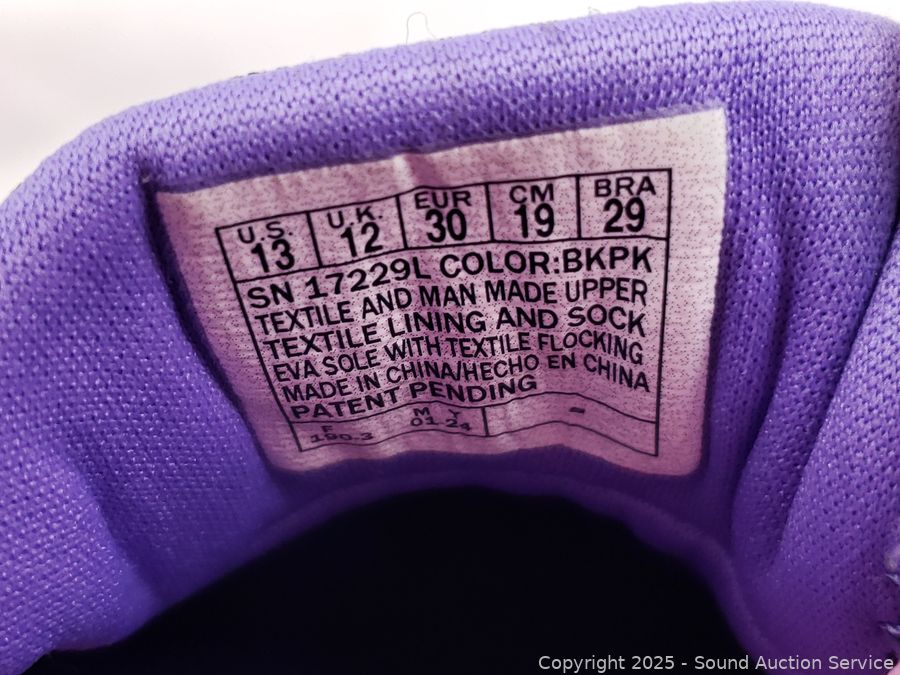 U.S. U.K. EUR CM BRA
13 12 30 19 29
SN 17229L COLOR:BKPK
TEXTILE AND MAN MADE UPPER
TEXTILE LINING AND SOCK
EVA SOLE WITH TEXTILE FLOCKING
MADE IN CHINA/HECHO EN CHINA
PATENT PENDING
F M Y -
190.3 01-24
Copyright 2025 - Sound Auction Service